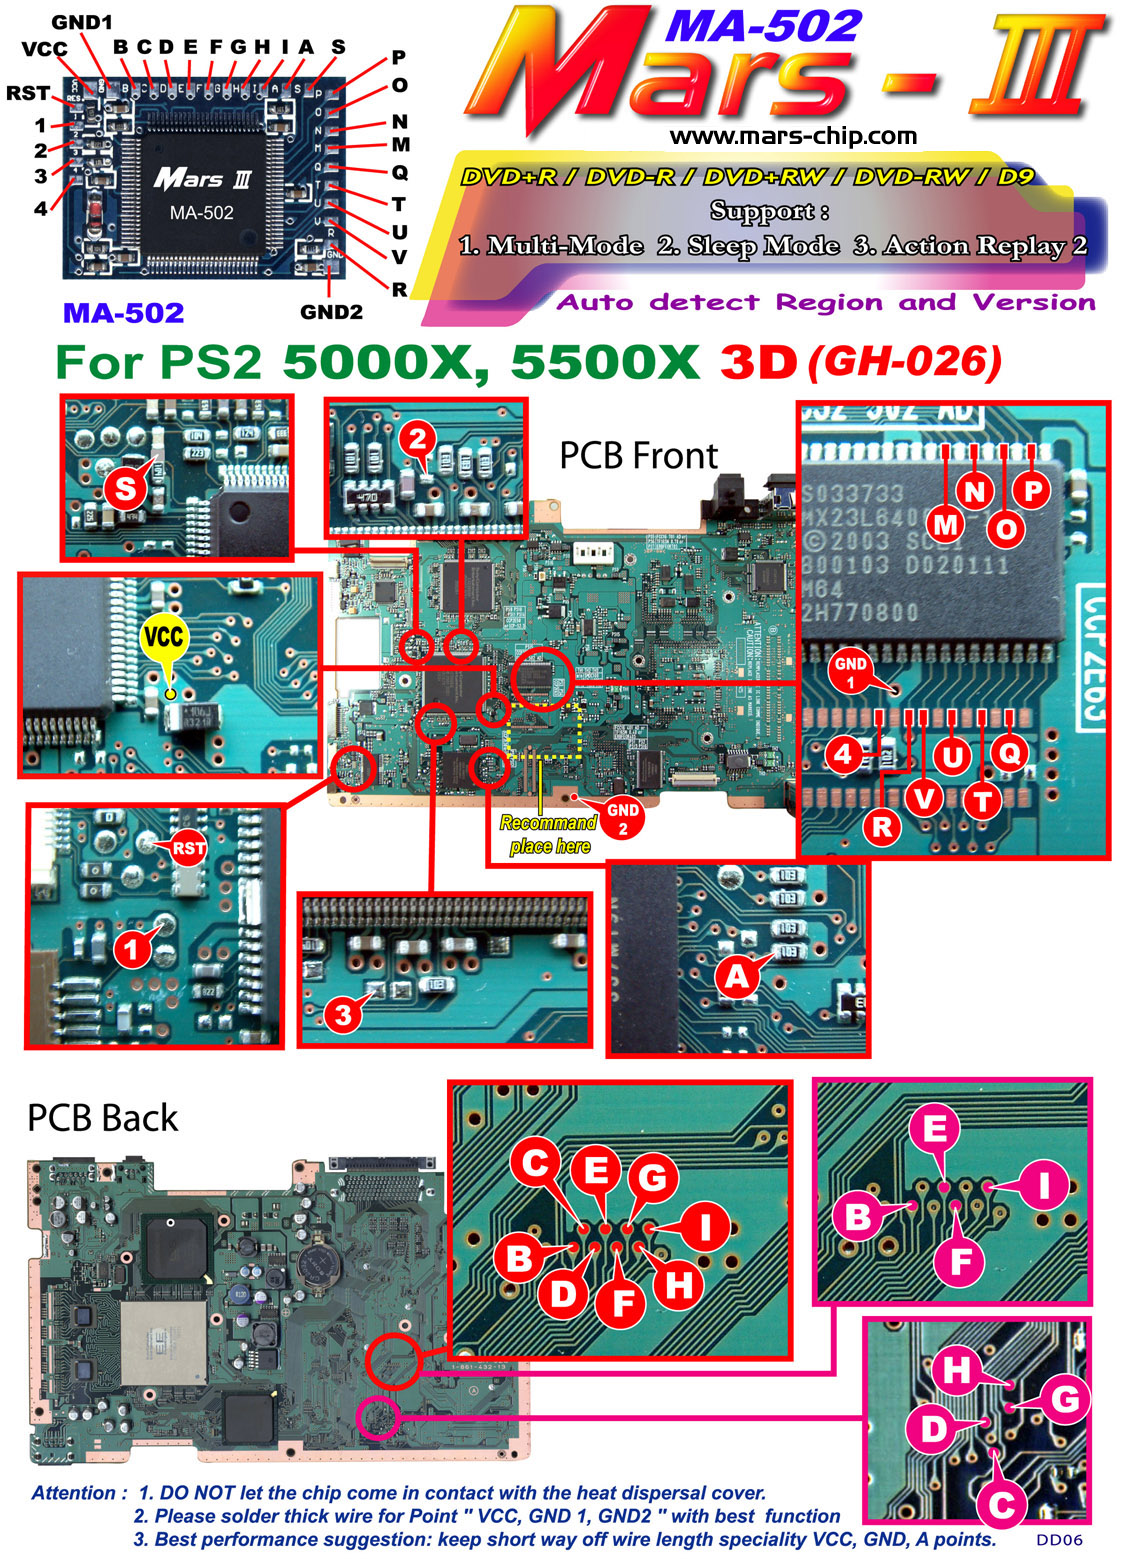 GND1
VCC
B C D E F G H I A S
P
RST
O
1
N
2
M
3
Q
4
T
U
V
R
GND2
Mars III
MA-502
MA-502
MA-502
Mars - III
www.mars-chip.com
DVD+R / DVD-R / DVD+RW / DVD-RW / D9
Support :
1. Multi-Mode 2. Sleep Mode 3. Action Replay 2
Auto detect Region and Version
For PS2 5000X, 5500X 3D (GH-026)
S
2
470
PCB Front
M N O P
S033733
©2003
B00103 D020111
M64
2H770800
GND
1
4
R V U T Q
VCC
RST
1
3
A
Recommand
place here
GND
2
PCB Back
C E G
B I
D F H
E
B I
F
H
G
D
C
1-861-432-13
Attention : 1. DO NOT let the chip come in contact with the heat dispersal cover.
2. Please solder thick wire for Point " VCC, GND 1, GND2 " with best function
3. Best performance suggestion: keep short way off wire length speciality VCC, GND, A points.
DD06